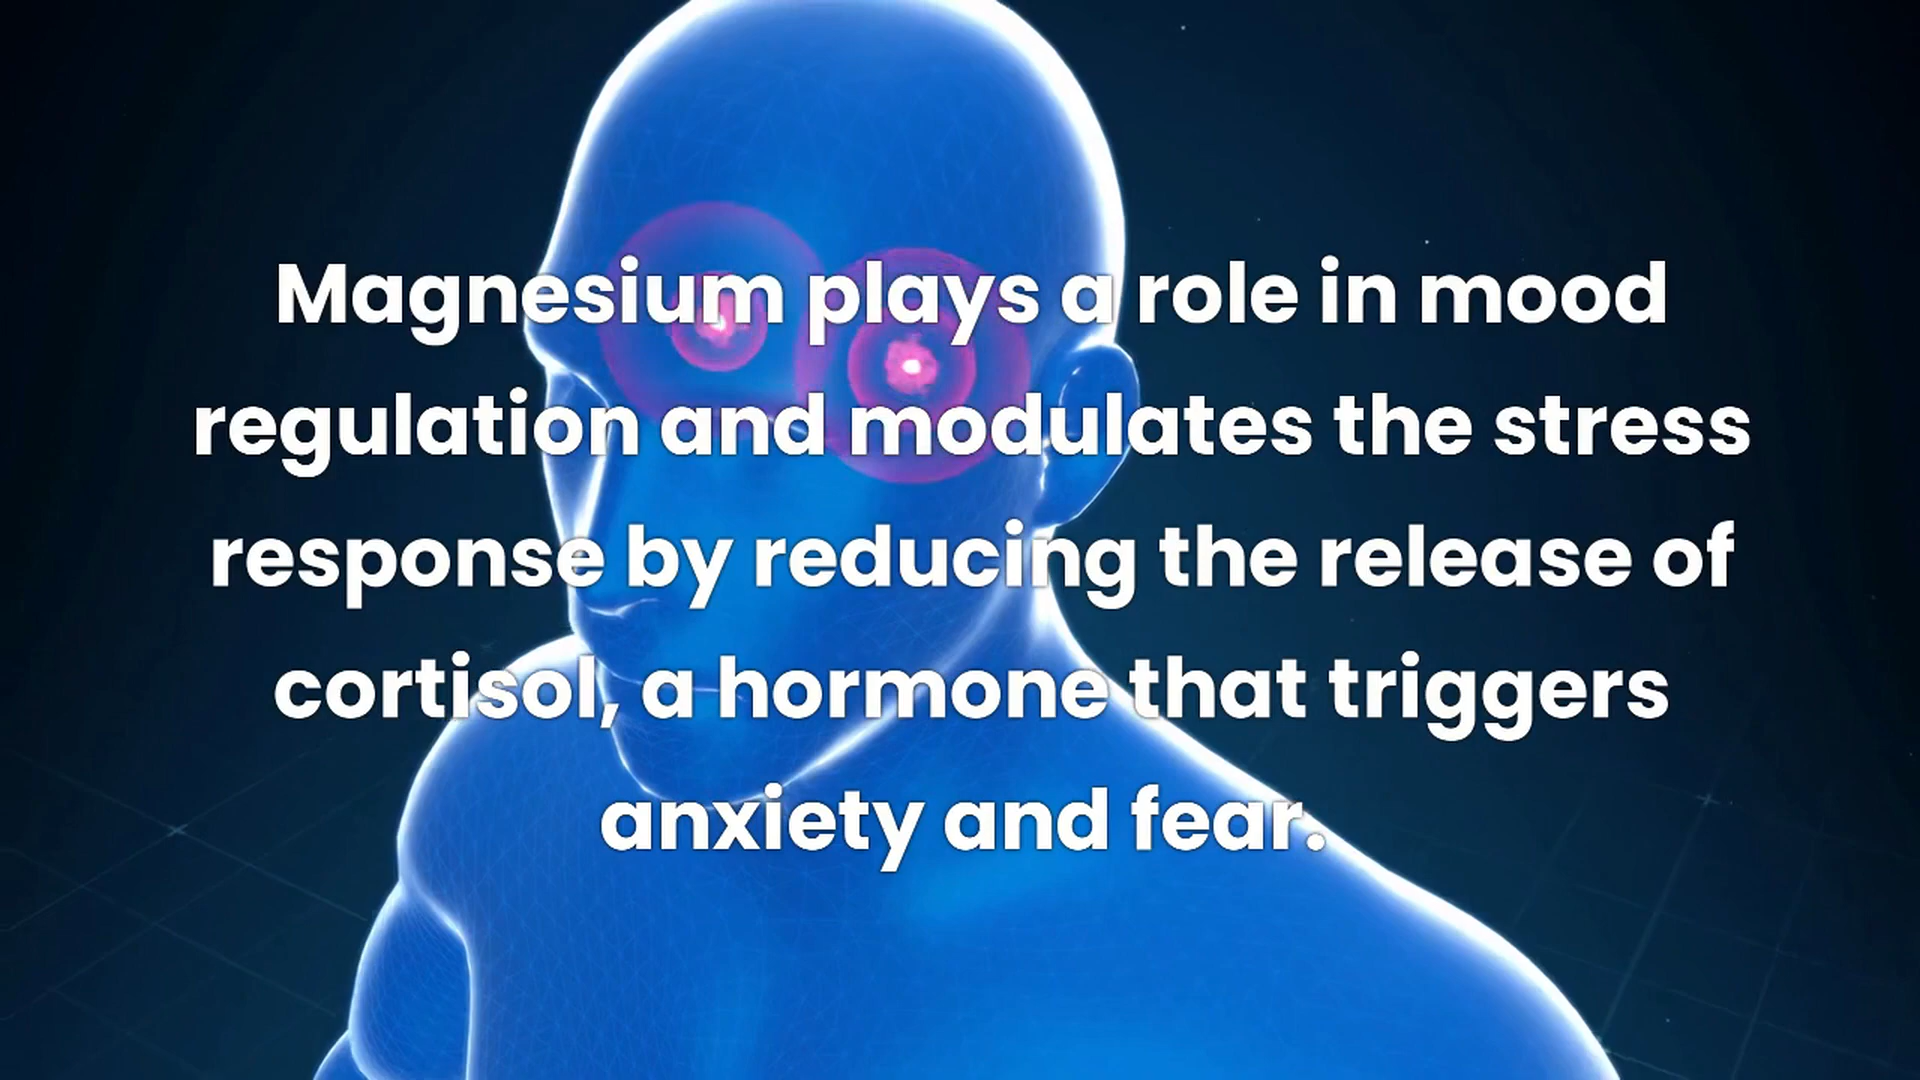 Magnesium plays a role in mood
regulation and modulates the stress
response by reducing the release of
cortisol, a hormone that triggers
anxiety and fear.